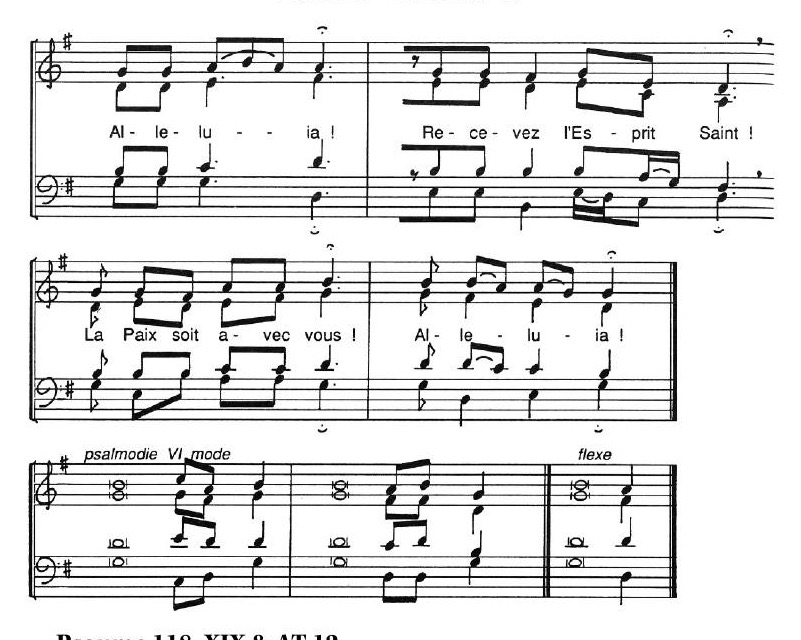 Al - le - lu - - ia ! Re - ce - vez l'Es - prit Saint !
La Paix soit a - vec vous ! Al - le - lu - ia !
psalmodie VI mode flexe